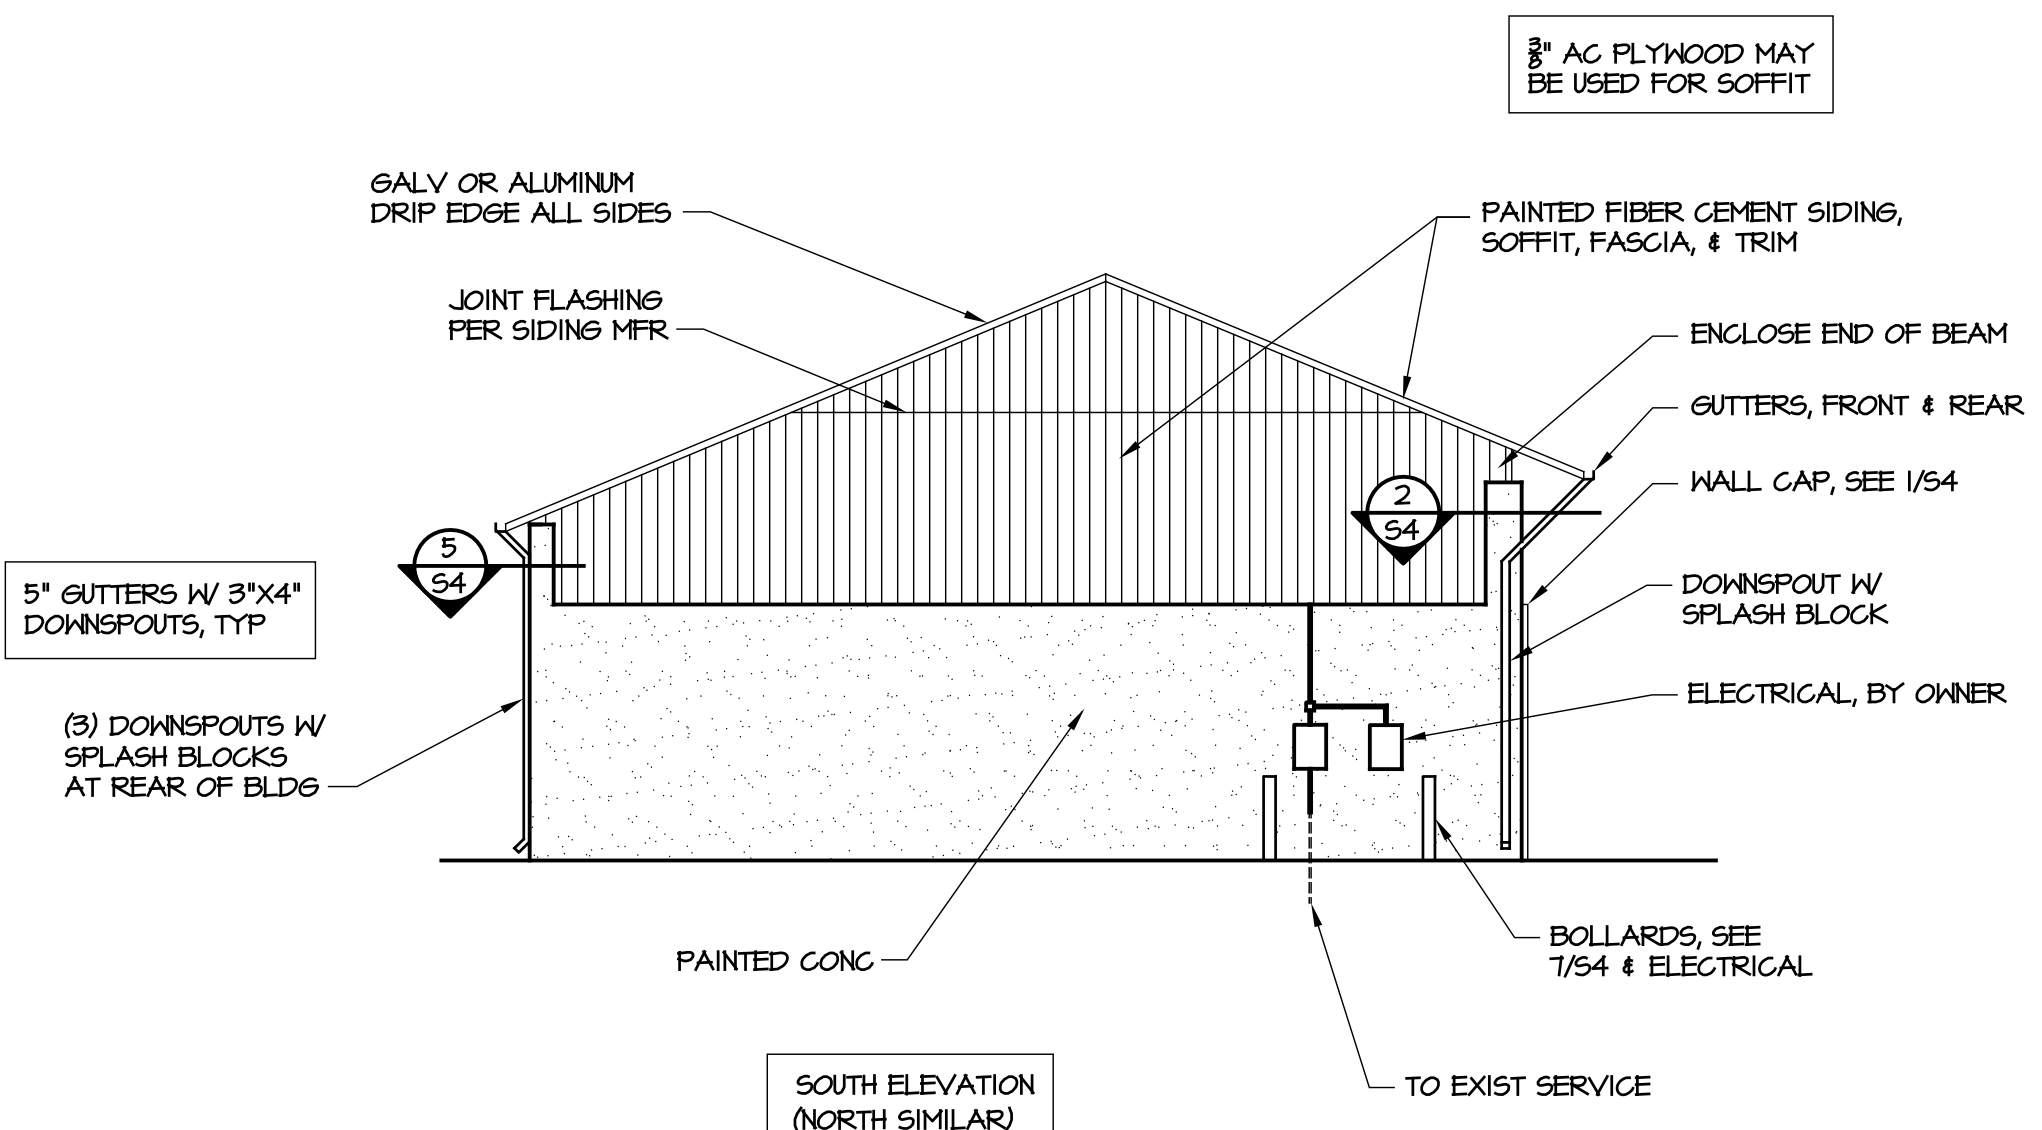 3/8" AC PLYWOOD MAY
BE USED FOR SOFFIT
GALV OR ALUMINUM
DRIP EDGE ALL SIDES
PAINTED FIBER CEMENT SIDING,
SOFFIT, FASCIA, & TRIM
JOINT FLASHING
PER SIDING MFR
ENCLOSE END OF BEAM
GUTTERS, FRONT & REAR
WALL CAP, SEE 1/S4
2
S4
5
S4
5" GUTTERS W/ 3"X4"
DOWNSPOUTS, TYP
DOWNSPOUT W/
SPLASH BLOCK
ELECTRICAL, BY OWNER
(3) DOWNSPOUTS W/
SPLASH BLOCKS
AT REAR OF BLDG
PAINTED CONC
BOLLARDS, SEE
7/S4 & ELECTRICAL
TO EXIST SERVICE
SOUTH ELEVATION
(NORTH SIMILAR)